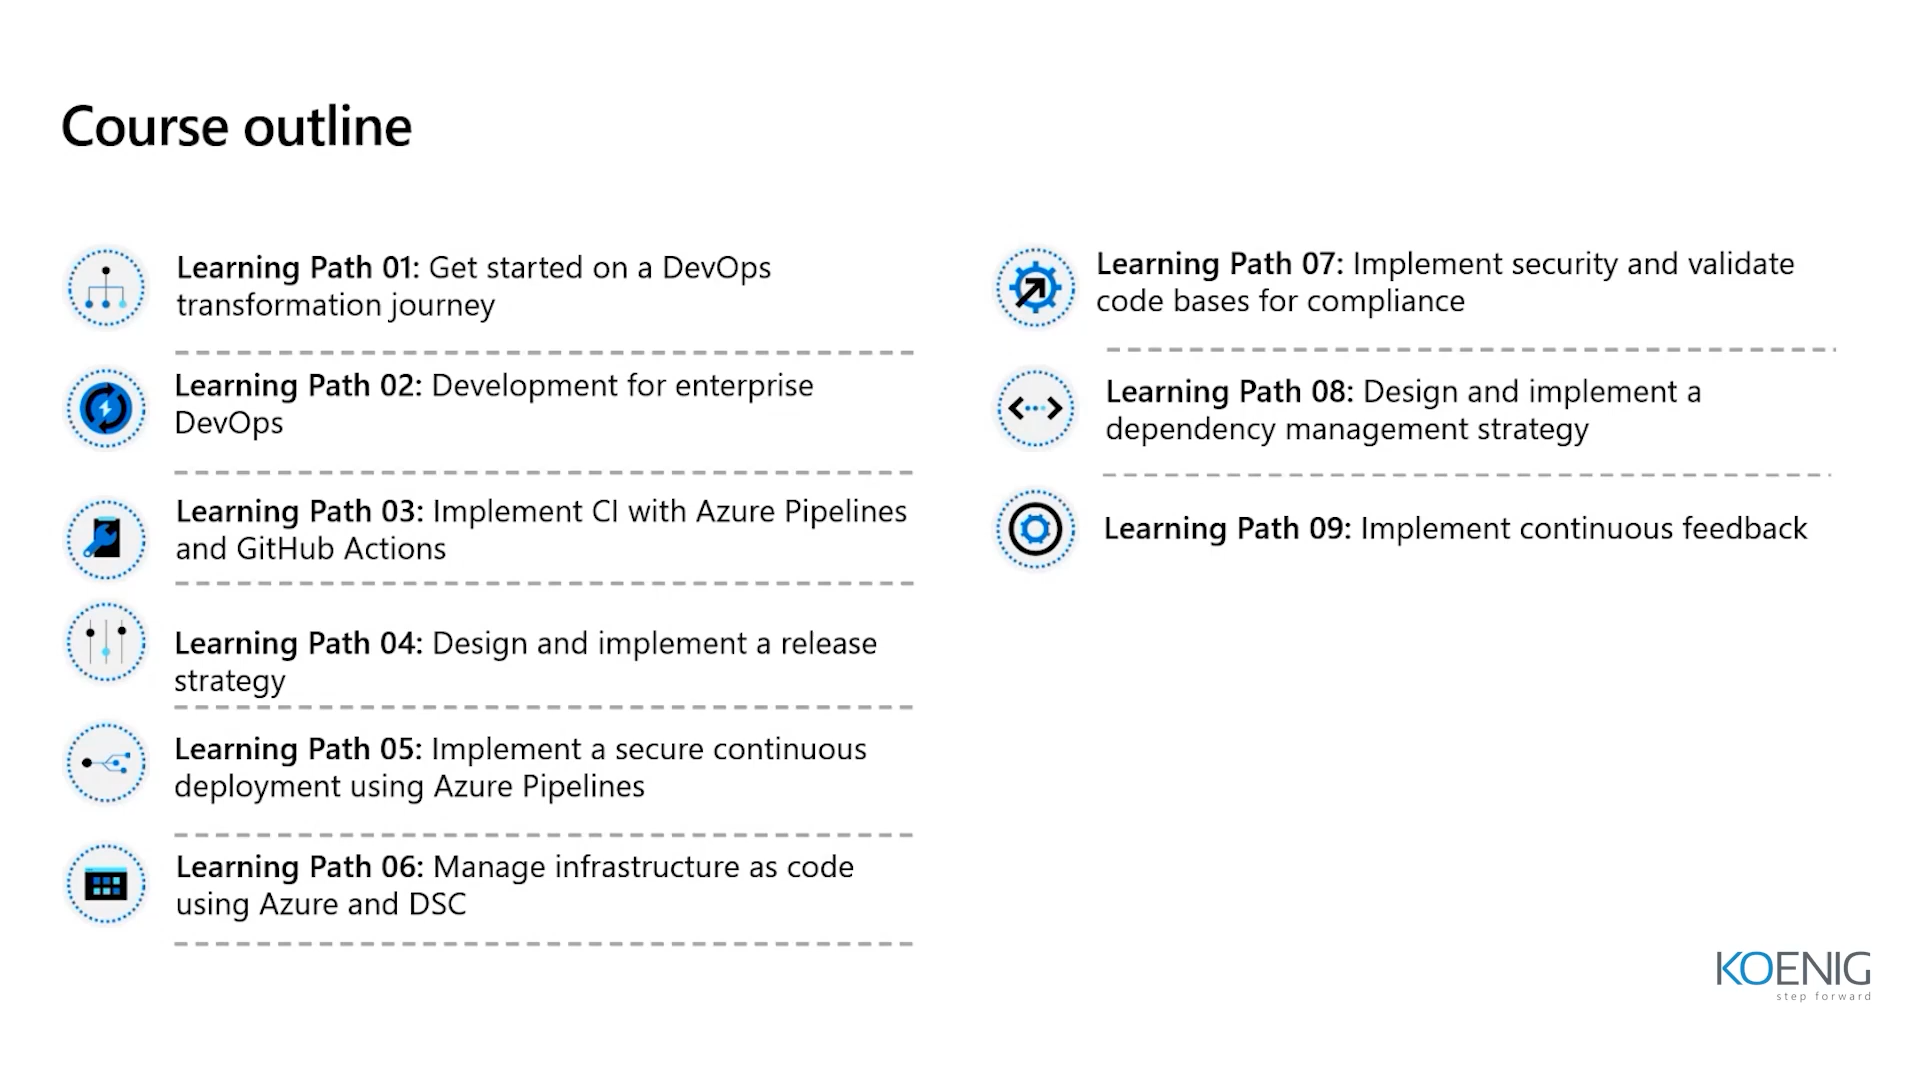 Course outline
Learning Path 01: Get started on a DevOps
transformation journey
Learning Path 02: Development for enterprise
DevOps
Learning Path 03: Implement CI with Azure Pipelines
and GitHub Actions
Learning Path 04: Design and implement a release
strategy
Learning Path 05: Implement a secure continuous
deployment using Azure Pipelines
Learning Path 06: Manage infrastructure as code
using Azure and DSC
Learning Path 07: Implement security and validate
code bases for compliance
Learning Path 08: Design and implement a
dependency management strategy
Learning Path 09: Implement continuous feedback
KOENIG
step forward